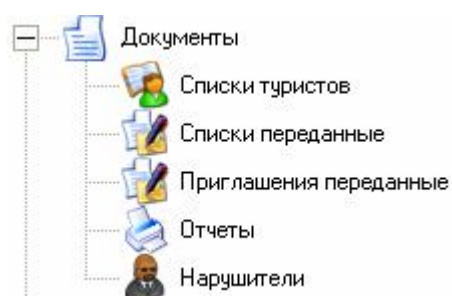 Документы
Списки туристов
Списки переданные
Приглашения переданные
Отчеты
Нарушители